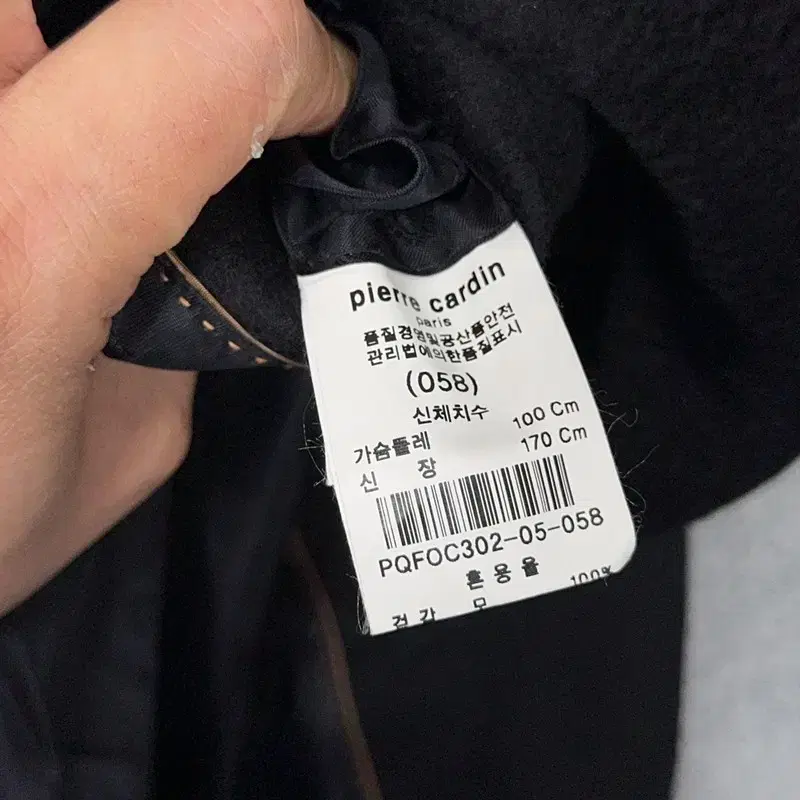 pierre cardin
paris
품질경영및공산품안전
관리법에의한품질표시
(058)
신체치수
가슴둘레 100 Cm
신 장 170 Cm
PQFOC302-05-058
혼용율
겉감 모 100%